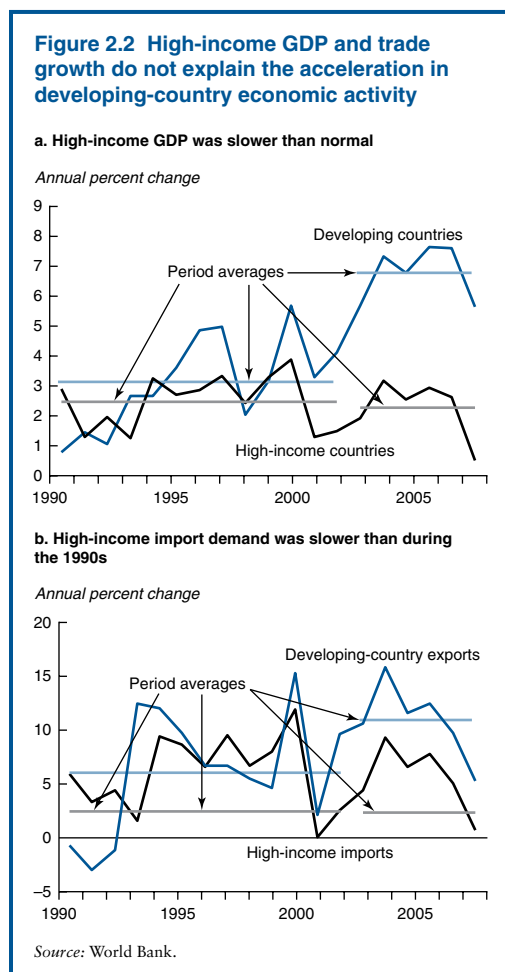 Figure 2.2 High-income GDP and trade
growth do not explain the acceleration in
developing-country economic activity
a. High-income GDP was slower than normal
Annual percent change
9
8
Developing countries
7
Period averages
6
5
4
3
2
1
High-income countries
0
1990
1995
2000
2005
b. High-income import demand was slower than during
the 1990s
Annual percent change
20
Developing-country exports
15
Period averages
10
5
0
High-income imports
–5
1990
1995
2000
2005
Source: World Bank.